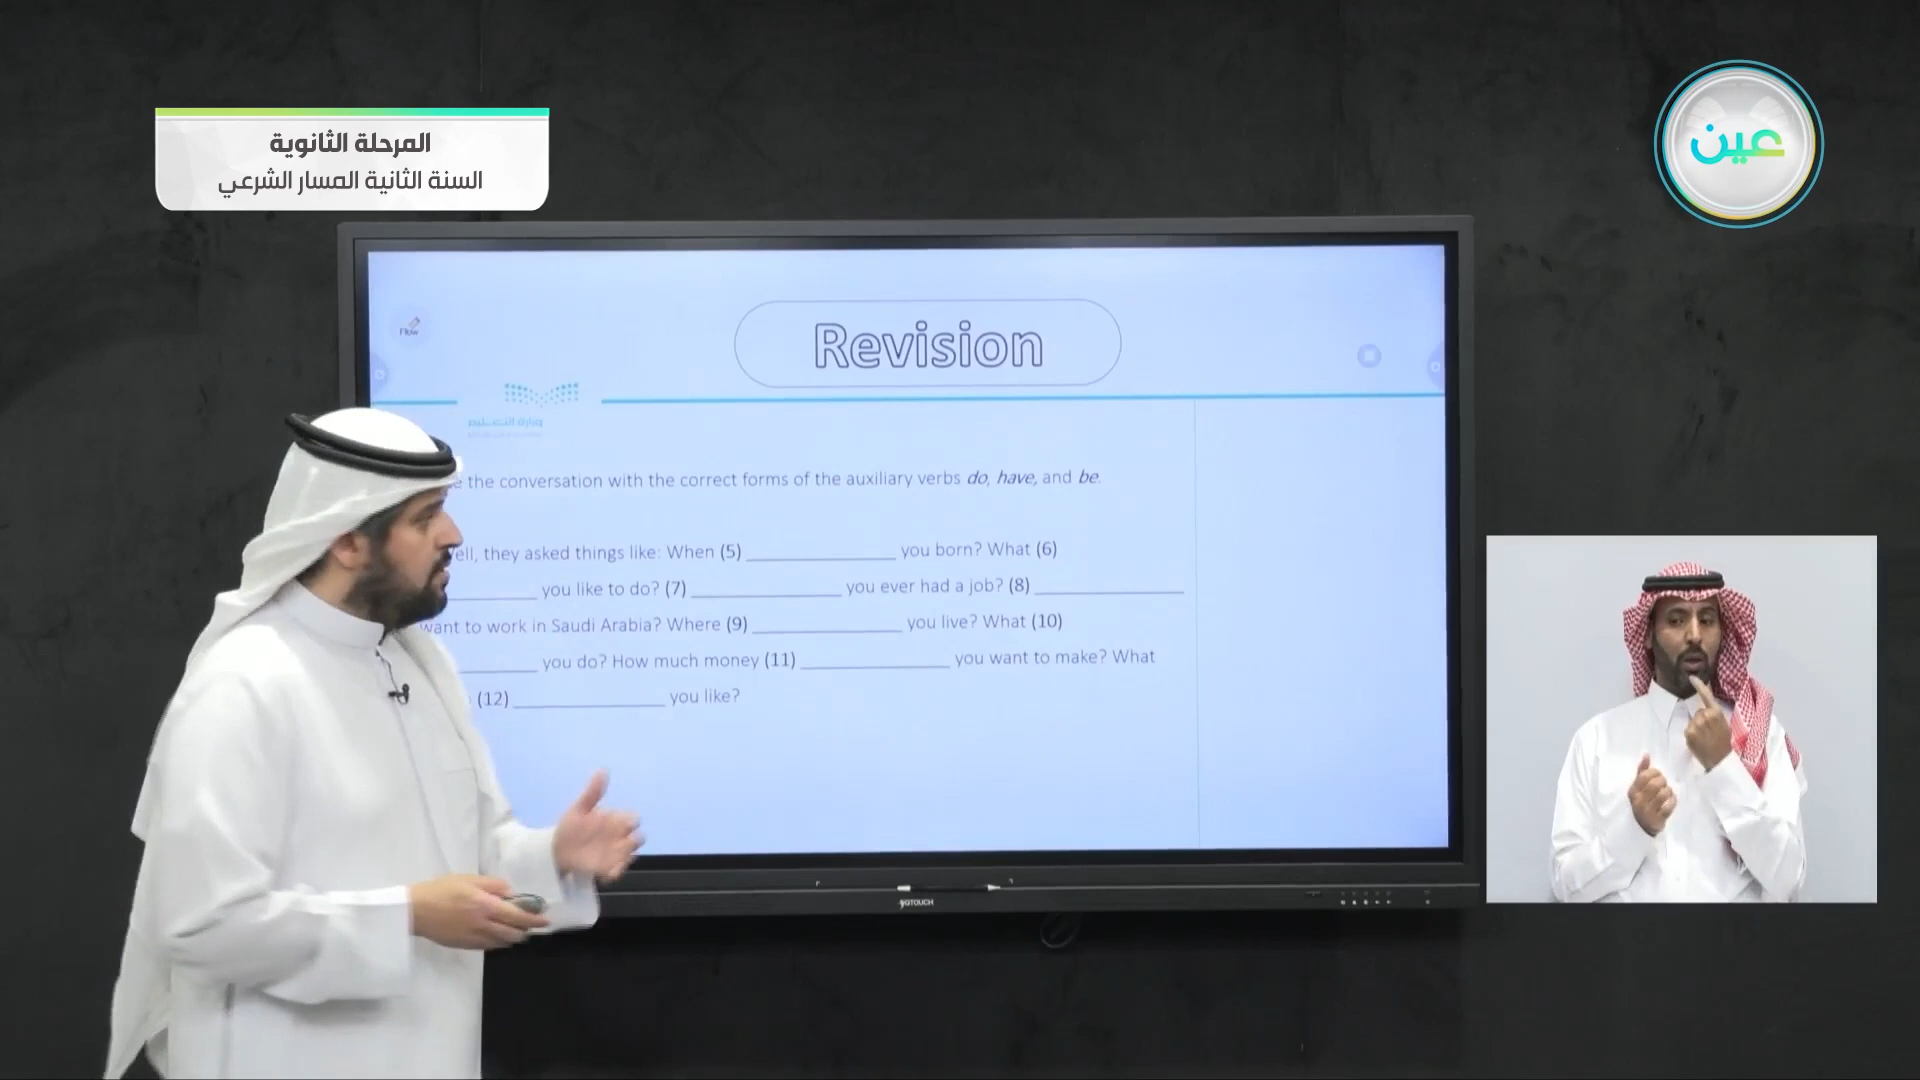 المرحلة الثانوية
السنة الثانية المسار الشرعي
عين
Flow
Revision
وزارة التعليم
the conversation with the correct forms of the auxiliary verbs do, have, and be.
they asked things like: When (5) ______________ you born? What (6)
______________ you like to do? (7) ______________ you ever had a job? (8) ______________
want to work in Saudi Arabia? Where (9) ______________ you live? What (10)
______________ you do? How much money (11) ______________ you want to make? What
(12) ______________ you like?